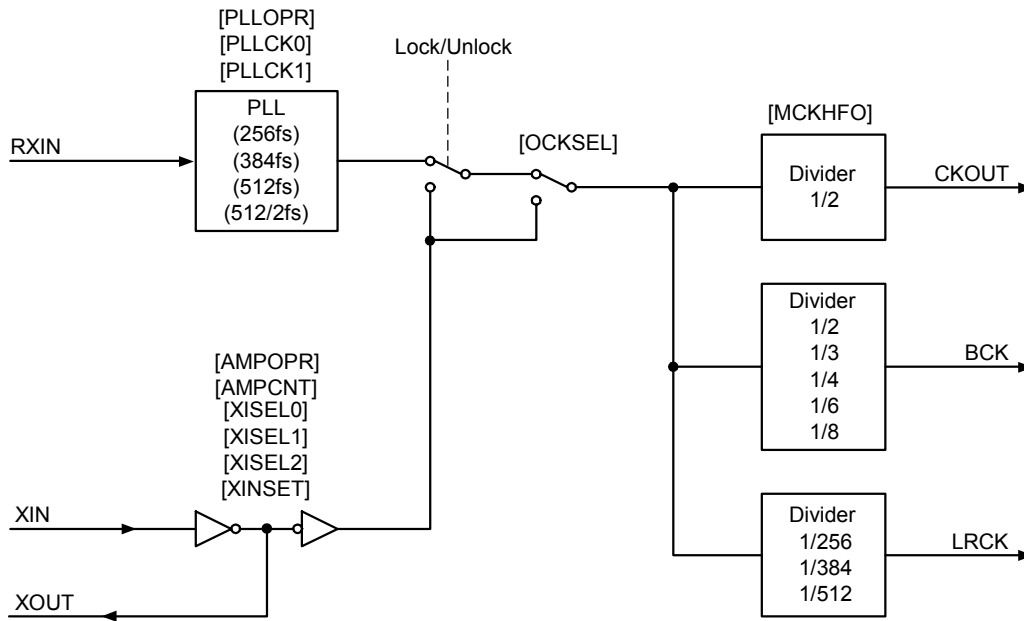 [PLLOPR]
[PLLCK0]
[PLLCK1]
Lock/Unlock
RXIN
PLL
(256fs)
(384fs)
(512fs)
(512/2fs)
[OCKSEL]
[MCKHFO]
Divider
1/2
CKOUT
Divider
1/2
1/3
1/4
1/6
1/8
BCK
[AMPOPR]
[AMPCNT]
[XISEL0]
[XISEL1]
[XISEL2]
[XINSET]
XIN
XOUT
Divider
1/256
1/384
1/512
LRCK